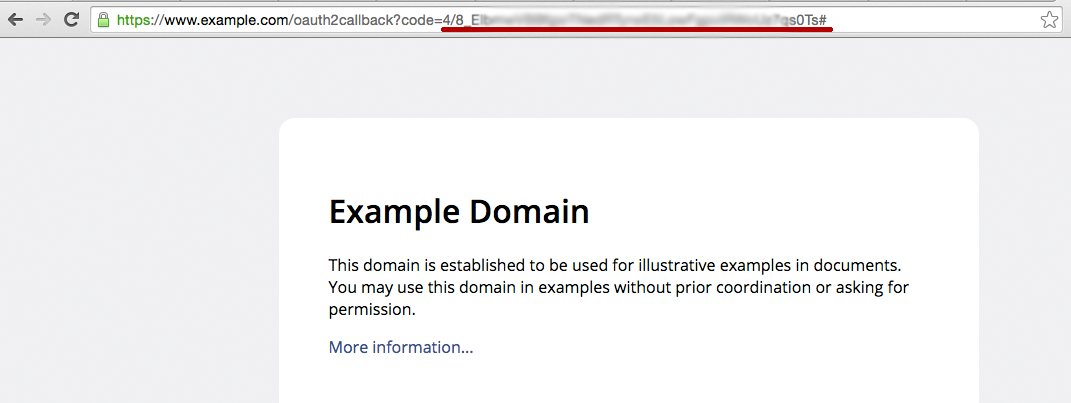 https://www.example.com/oauth2callback?code=4/8_E qs0Ts#
Example Domain
This domain is established to be used for illustrative examples in documents.
You may use this domain in examples without prior coordination or asking for
permission.
More information...